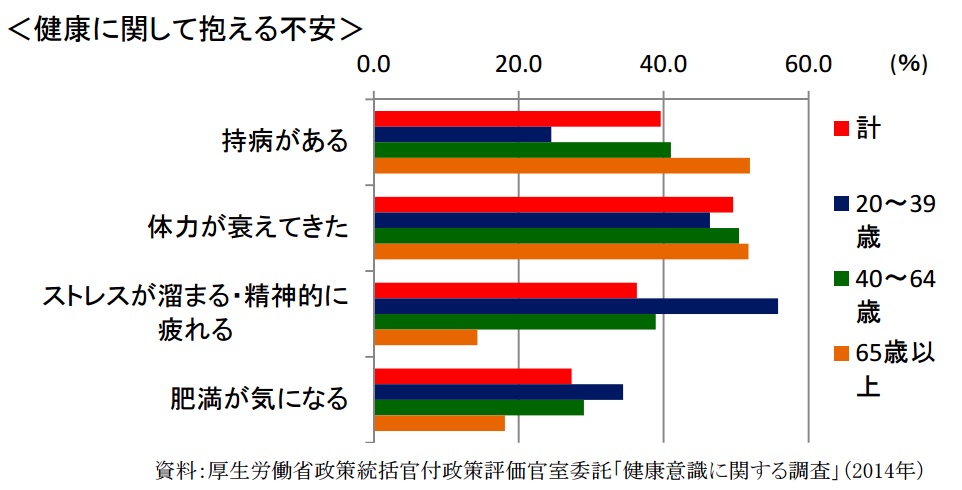 ＜健康に関して抱える不安＞
0.0 20.0 40.0 60.0 (%)
持病がある
体力が衰えてきた
ストレスが溜まる・精神的に
疲れる
肥満が気になる
計
20～39
歳
40～64
歳
65歳以
上
資料：厚生労働省政策統括官付政策評価官室委託「健康意識に関する調査」（2014年）